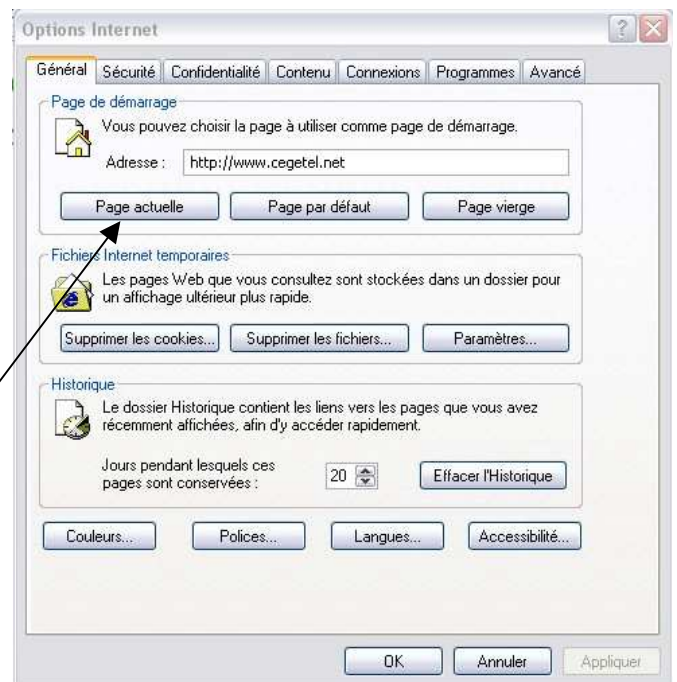 Options Internet
Général Sécurité Confidentialité Contenu Connexions Programmes Avancé
Page de démarrage
Vous pouvez choisir la page à utiliser comme page de démarrage.
Adresse : http://www.cegetel.net
Page actuelle Page par défaut Page vierge
Fichiers Internet temporaires
Les pages Web que vous consultez sont stockées dans un dossier pour
un affichage ultérieur plus rapide.
Supprimer les cookies... Supprimer les fichiers... Paramètres...
Historique
Le dossier Historique contient les liens vers les pages que vous avez
récemment affichées, afin d'y accéder rapidement.
Jours pendant lesquels ces
pages sont conservées : 20 Effacer l'Historique
Couleurs... Polices... Langues... Accessibilité...
OK Annuler Appliquer